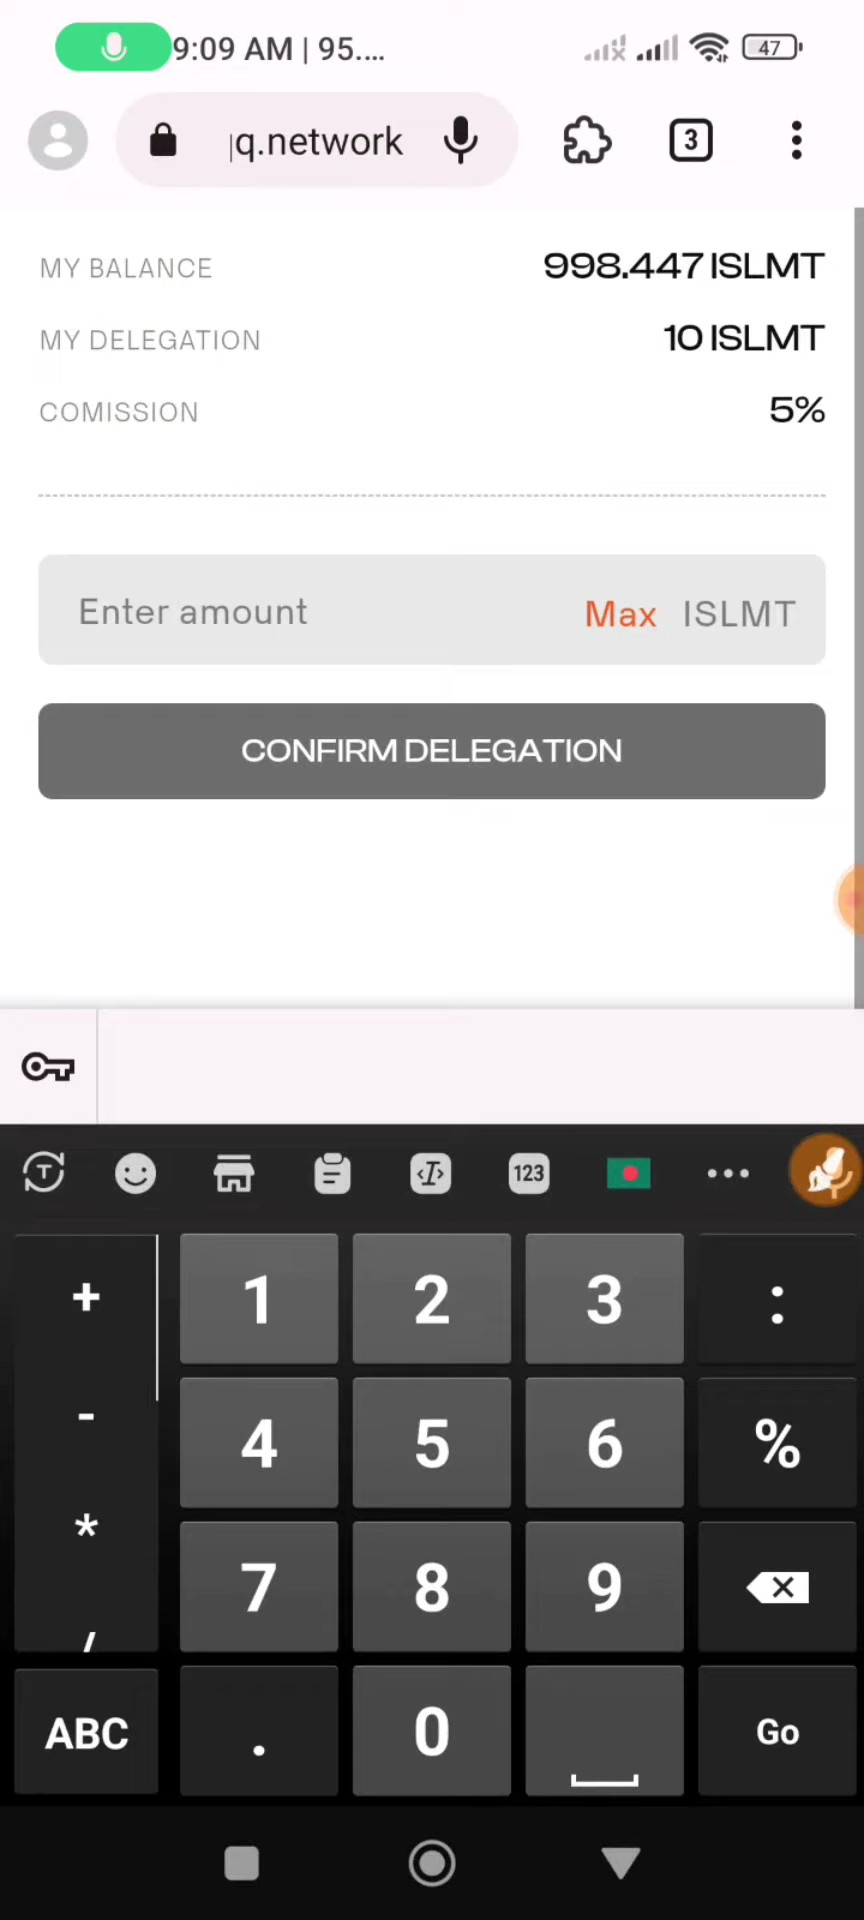 9:09 AM | 95....
47
q.network
3
MY BALANCE
998.447 ISLMT
MY DELEGATION
10 ISLMT
COMISSION
5%
Enter amount
Max ISLMT
CONFIRM DELEGATION
T
T
123
+
1
2
3
:
-
4
5
6
%
*
7
8
9
/
ABC
.
0
Go